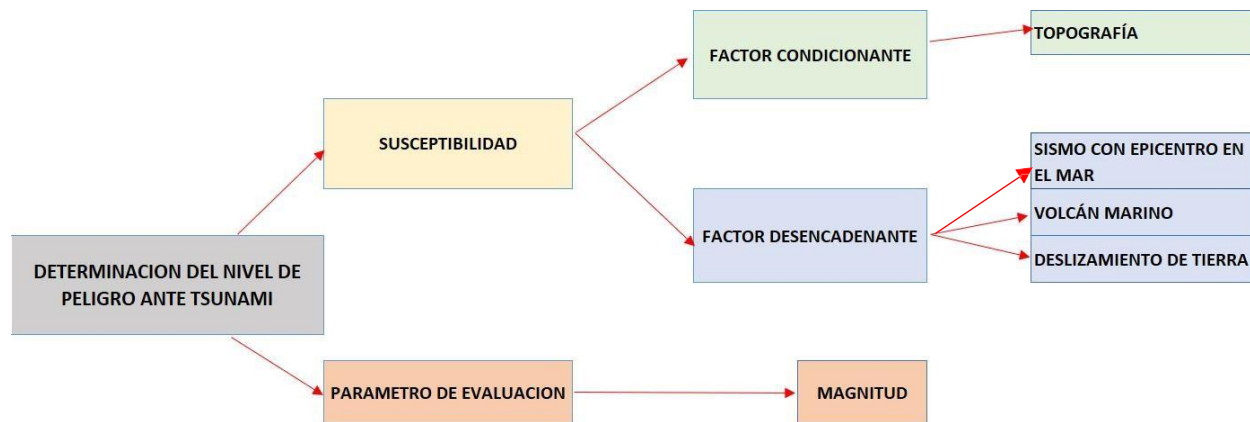 FACTOR CONDICIONANTE
TOPOGRAFÍA
SUSCEPTIBILIDAD
SISMO CON EPICENTRO EN
EL MAR
VOLCÁN MARINO
FACTOR DESENCADENANTE
DESLIZAMIENTO DE TIERRA
DETERMINACION DEL NIVEL DE
PELIGRO ANTE TSUNAMI
PARAMETRO DE EVALUACION
MAGNITUD